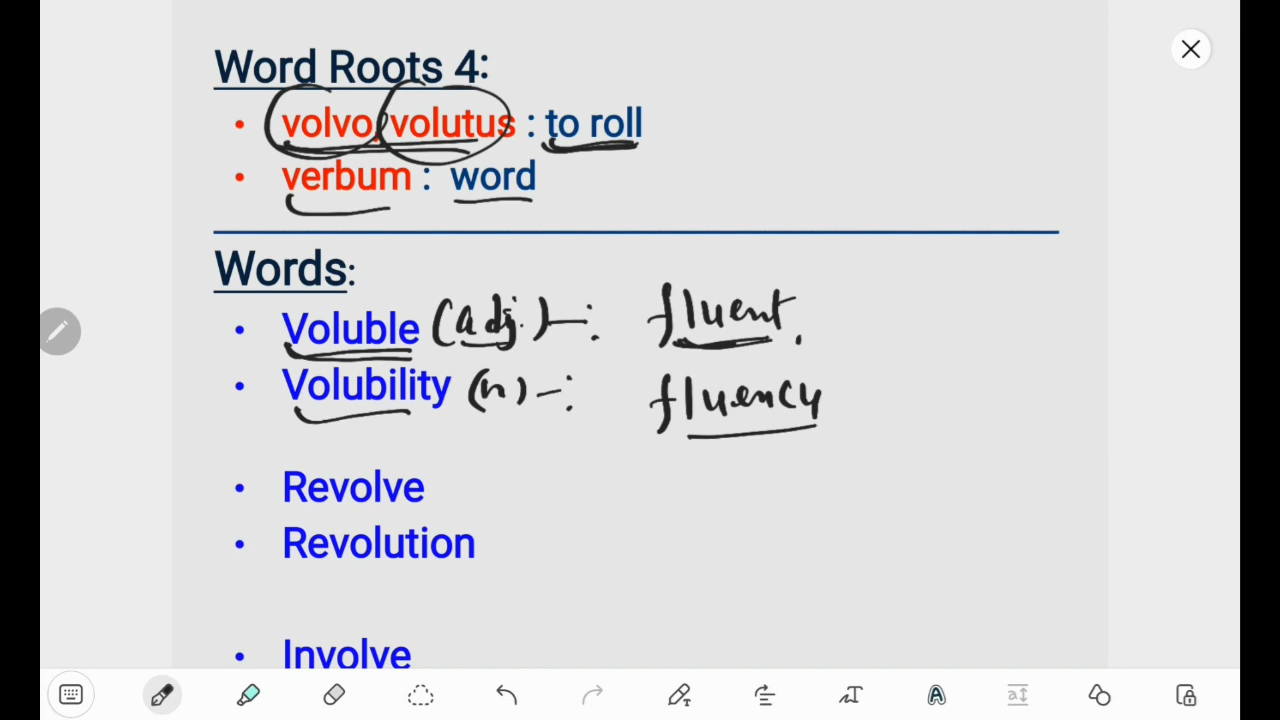 Word Roots 4:
• volvo, volutus : to roll
• verbum : word
Words:
• Voluble (adj.) -: fluent.
• Volubility (n) -: fluency
• Revolve
• Revolution
• Involve